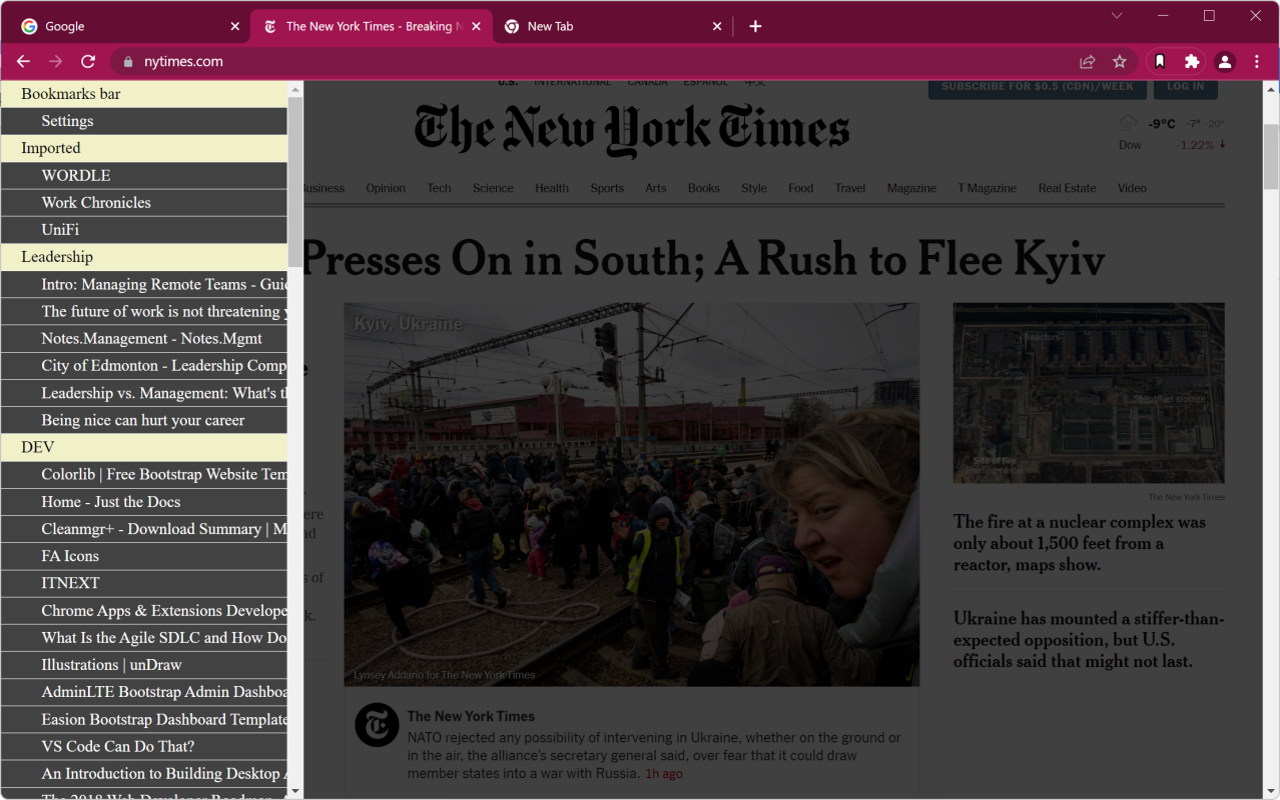 Google
The New York Times - Breaking N
New Tab
nytimes.com
Bookmarks bar
Settings
Imported
WORDLE
Work Chronicles
UniFi
Leadership
Intro: Managing Remote Teams - Guid
The future of work is not threatening y
Notes.Management - Notes.Mgmt
City of Edmonton - Leadership Comp
Leadership vs. Management: What's th
Being nice can hurt your career
DEV
Colorlib | Free Bootstrap Website Tem
Home - Just the Docs
Cleanmgr+ - Download Summary | M
FA Icons
ITNEXT
Chrome Apps & Extensions Develope
What Is the Agile SDLC and How Do
Illustrations | unDraw
AdminLTE Bootstrap Admin Dashboa
Easion Bootstrap Dashboard Template
VS Code Can Do That?
An Introduction to Building Desktop A
The 2018 Web Developer Roadmap
U.S. INTERNATIONAL CANADA ESPAÑOL 中文
SUBSCRIBE FOR $0.5 (CDN)/WEEK
LOG IN
The New York Times
-9°C -7° -20°
Dow -1.22%
Business Opinion Tech Science Health Sports Arts Books Style Food Travel Magazine T Magazine Real Estate Video
Presses On in South; A Rush to Flee Kyiv
Kyiv, Ukraine
Lynsey Addario for The New York Times
The New York Times
NATO rejected any possibility of intervening in Ukraine, whether on the ground or
in the air, the alliance's secretary general said, over fear that it could draw
member states into a war with Russia. 1h ago
Reactors
Spent fuel storage
Site of fire
The New York Times
The fire at a nuclear complex was
only about 1,500 feet from a
reactor, maps show.
Ukraine has mounted a stiffer-than-
expected opposition, but U.S.
officials said that might not last.